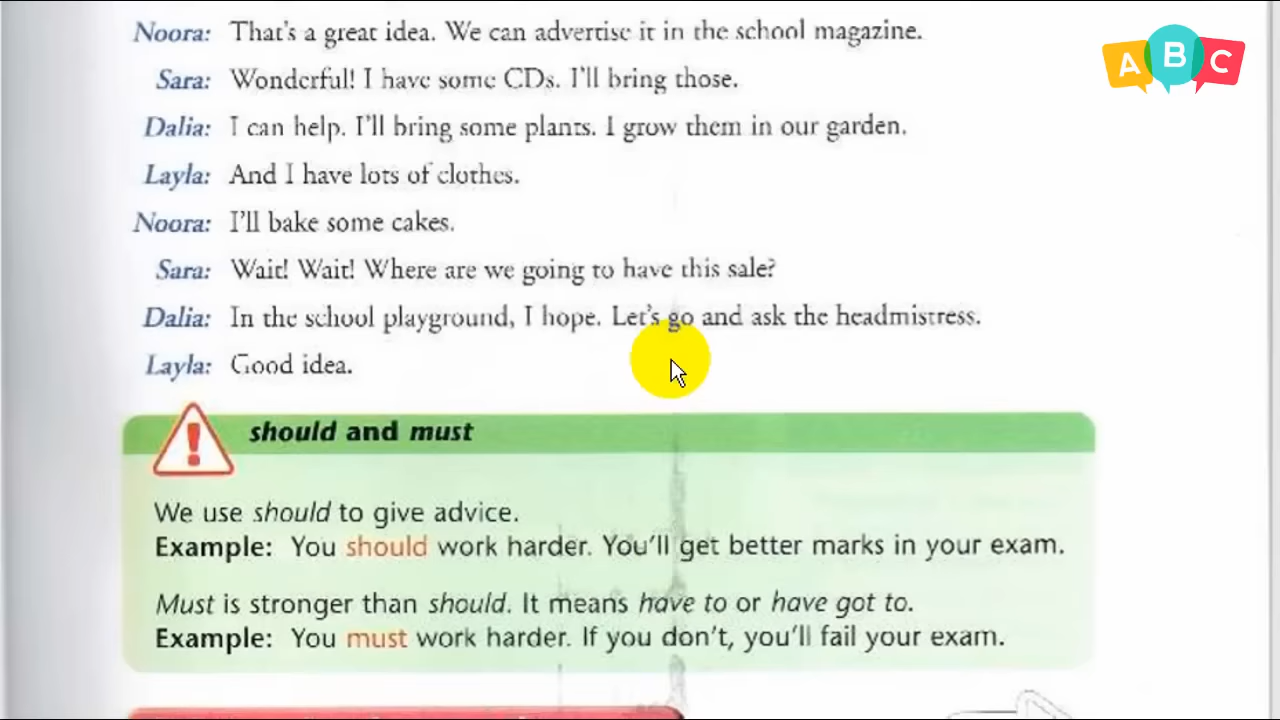 A B C
Noora: That's a great idea. We can advertise it in the school magazine.
Sara: Wonderful! I have some CDs. I'll bring those.
Dalia: I can help. I'll bring some plants. I grow them in our garden.
Layla: And I have lots of clothes.
Noora: I'll bake some cakes.
Sara: Wait! Wait! Where are we going to have this sale?
Dalia: In the school playground, I hope. Let's go and ask the headmistress.
Layla: Good idea.
should and must
We use should to give advice.
Example: You should work harder. You'll get better marks in your exam.
Must is stronger than should. It means have to or have got to.
Example: You must work harder. If you don't, you'll fail your exam.